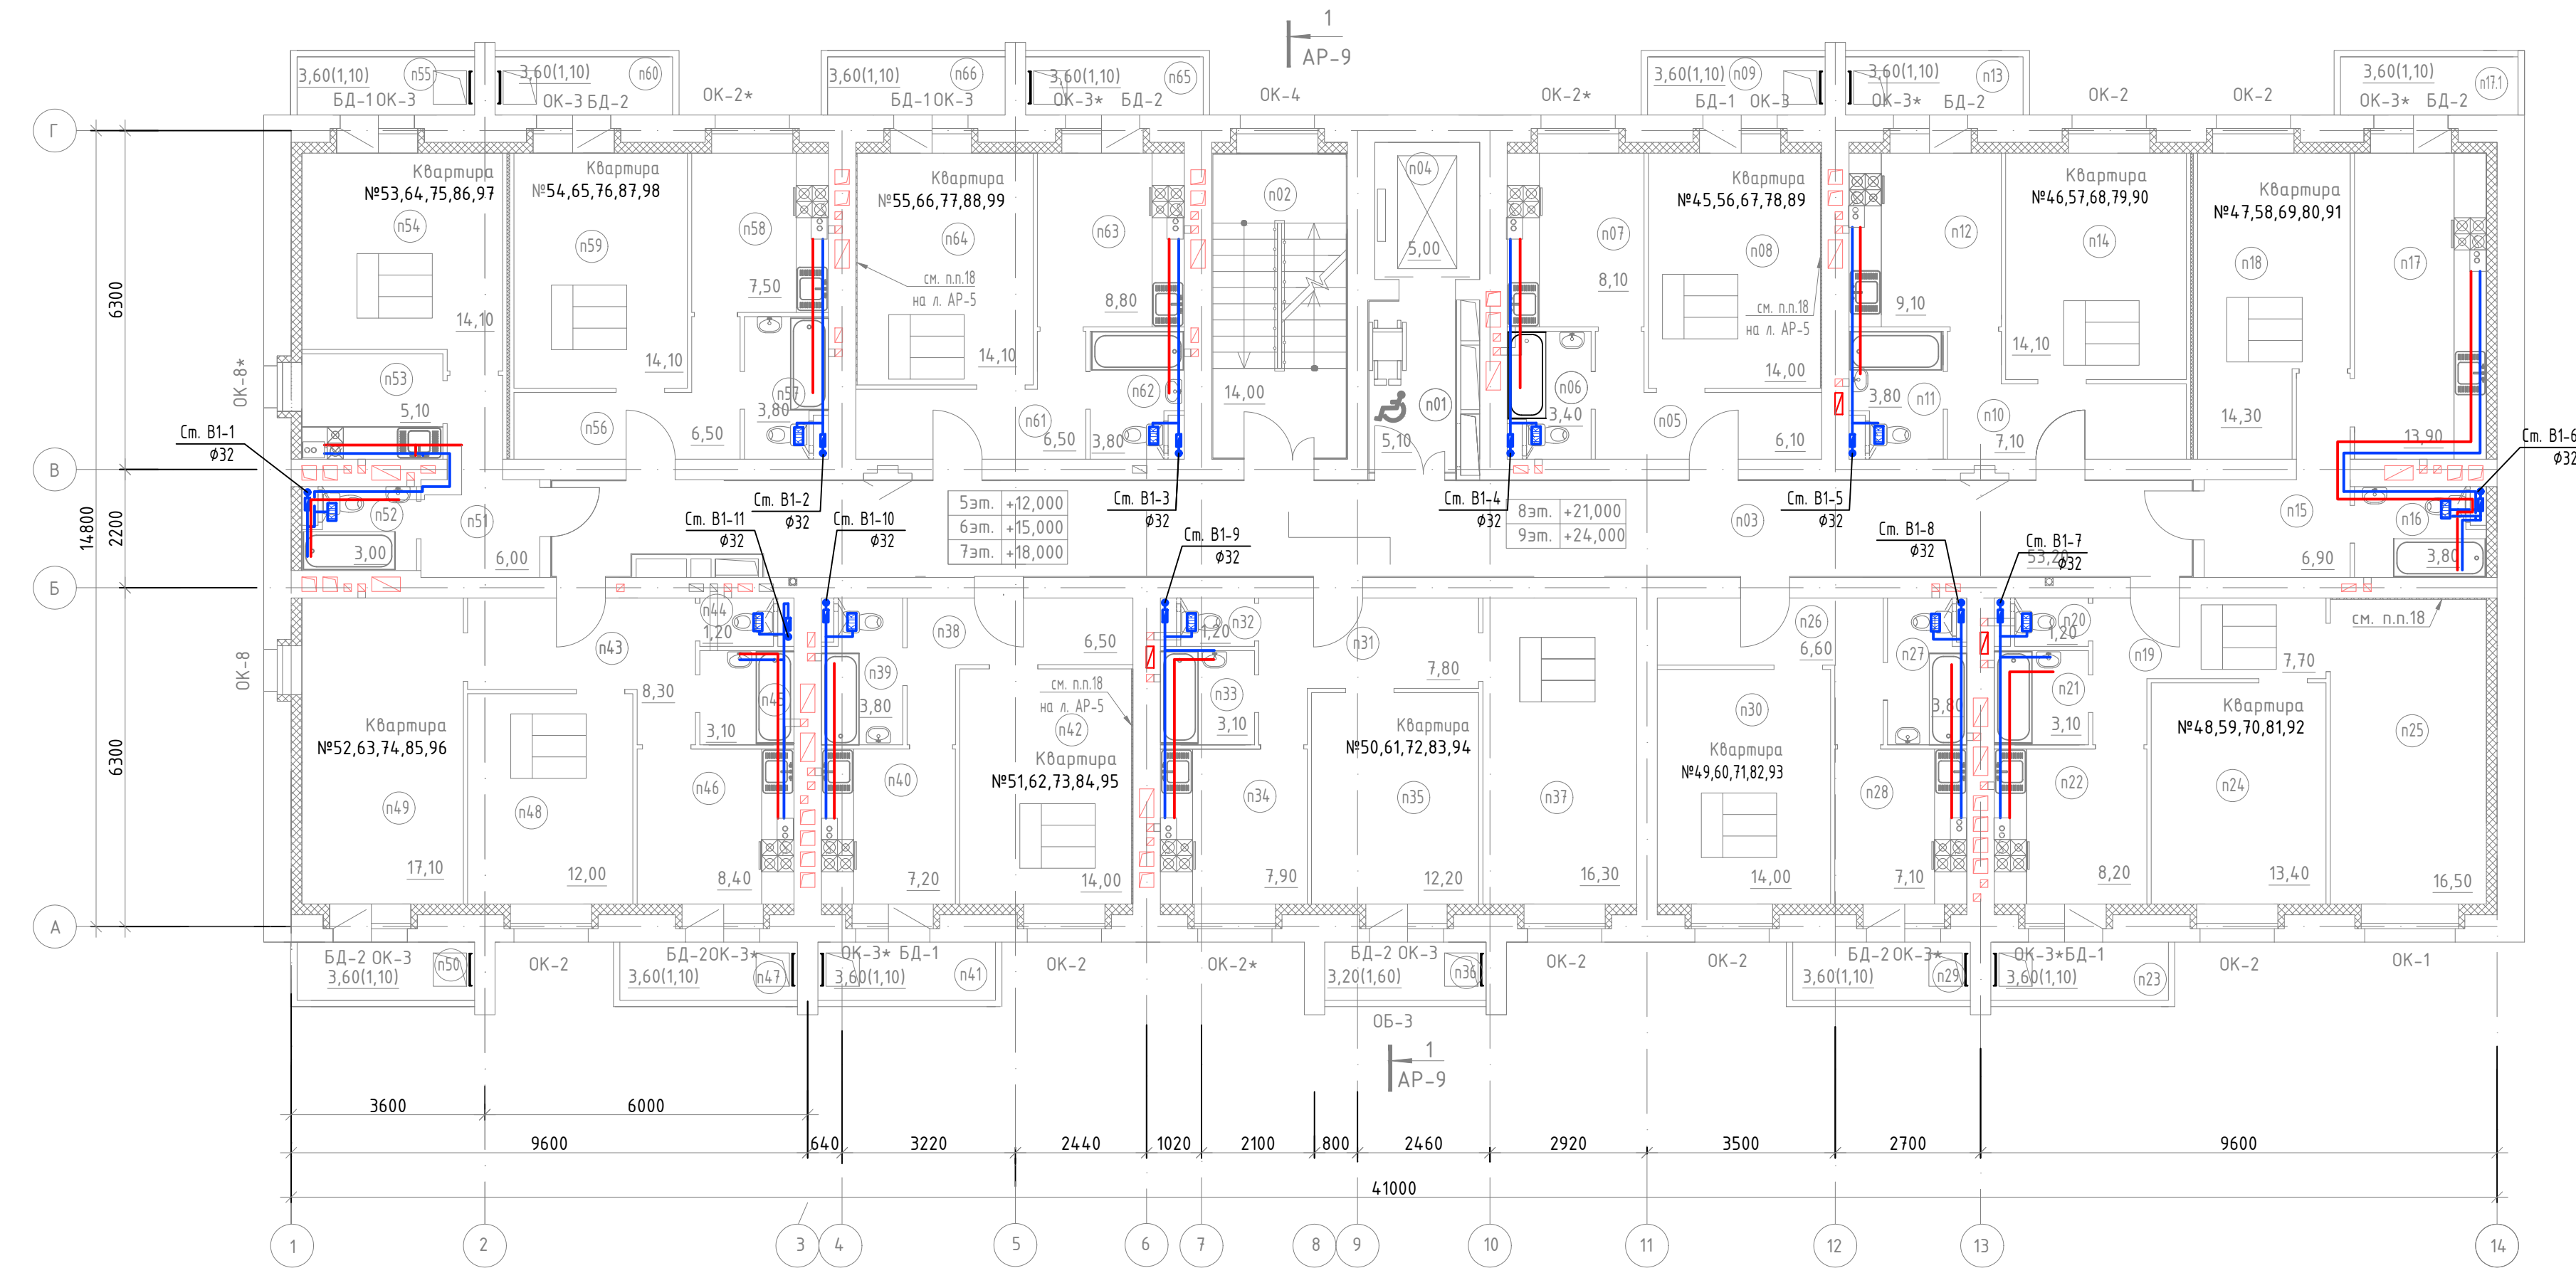 1
АР-9
3,60(1,10)
п55
БД-1 ОК-3
3,60(1,10)
п60
ОК-3 БД-2
ОК-2*
3,60(1,10)
п66
БД-1 ОК-3
3,60(1,10)
п65
ОК-3* БД-2
ОК-4
ОК-2*
3,60(1,10)
п09
БД-1 ОК-3
3,60(1,10)
п13
ОК-3* БД-2
ОК-2
ОК-2
3,60(1,10)
п17.1
ОК-3* БД-2
Г
Квартира
№53,64,75,86,97
п54
14,10
Квартира
№54,65,76,87,98
п59
14,10
п58
7,50
Квартира
№55,66,77,88,99
п64
см. п.п.18
на л. АР-5
14,10
п63
8,80
п02
14,00
п04
5,00
п07
8,10
Квартира
№45,56,67,78,89
п08
см. п.п.18
на л. АР-5
14,00
п12
9,10
Квартира
№46,57,68,79,90
п14
14,10
Квартира
№47,58,69,80,91
п18
14,30
п17
13,90
6300
ОК-8*
п53
5,10
п56
6,50
п57
3,80
п61
6,50
п62
3,80
п01
5,10
п06
3,40
п05
6,10
п11
3,80
п10
7,10
Ст. В1-1
ϕ32
В
Ст. В1-2
ϕ32
Ст. В1-3
ϕ32
Ст. В1-4
ϕ32
Ст. В1-5
ϕ32
Ст. В1-6
ϕ32
14800
2200
п52
3,00
п51
6,00
Ст. В1-11
ϕ32
Ст. В1-10
ϕ32
5эт. +12,000
6эт. +15,000
7эт. +18,000
Ст. В1-9
ϕ32
8эт. +21,000
9эт. +24,000
п03
53,20
Ст. В1-8
ϕ32
Ст. В1-7
ϕ32
п15
6,90
п16
3,80
Б
ОК-8
п44
1,20
п43
8,30
п45
3,10
п38
6,50
п39
3,80
см. п.п.18
на л. АР-5
п42
п32
1,20
п31
7,80
п33
3,10
п26
6,60
п27
3,80
п20
1,20
п19
7,70
п21
3,10
см. п.п.18
6300
Квартира
№52,63,74,85,96
п49
17,10
п48
12,00
п46
8,40
п40
7,20
Квартира
№51,62,73,84,95
14,00
п34
7,90
Квартира
№50,61,72,83,94
п35
12,20
п37
16,30
п30
Квартира
№49,60,71,82,93
14,00
п28
7,10
п22
8,20
Квартира
№48,59,70,81,92
п24
13,40
п25
16,50
А
БД-2 ОК-3
3,60(1,10)
п50
ОК-2
БД-2 ОК-3*
3,60(1,10)
п47
ОК-3* БД-1
3,60(1,10)
п41
ОК-2
ОК-2*
БД-2 ОК-3
3,20(1,60)
п36
ОБ-3
ОК-2
ОК-2
БД-2 ОК-3*
3,60(1,10)
п29
ОК-3* БД-1
3,60(1,10)
п23
ОК-2
ОК-1
1
АР-9
3600 6000
9600 640 3220 2440 1020 2100 800 2460 2920 3500 2700 9600
41000
1 2 3 4 5 6 7 8 9 10 11 12 13 14